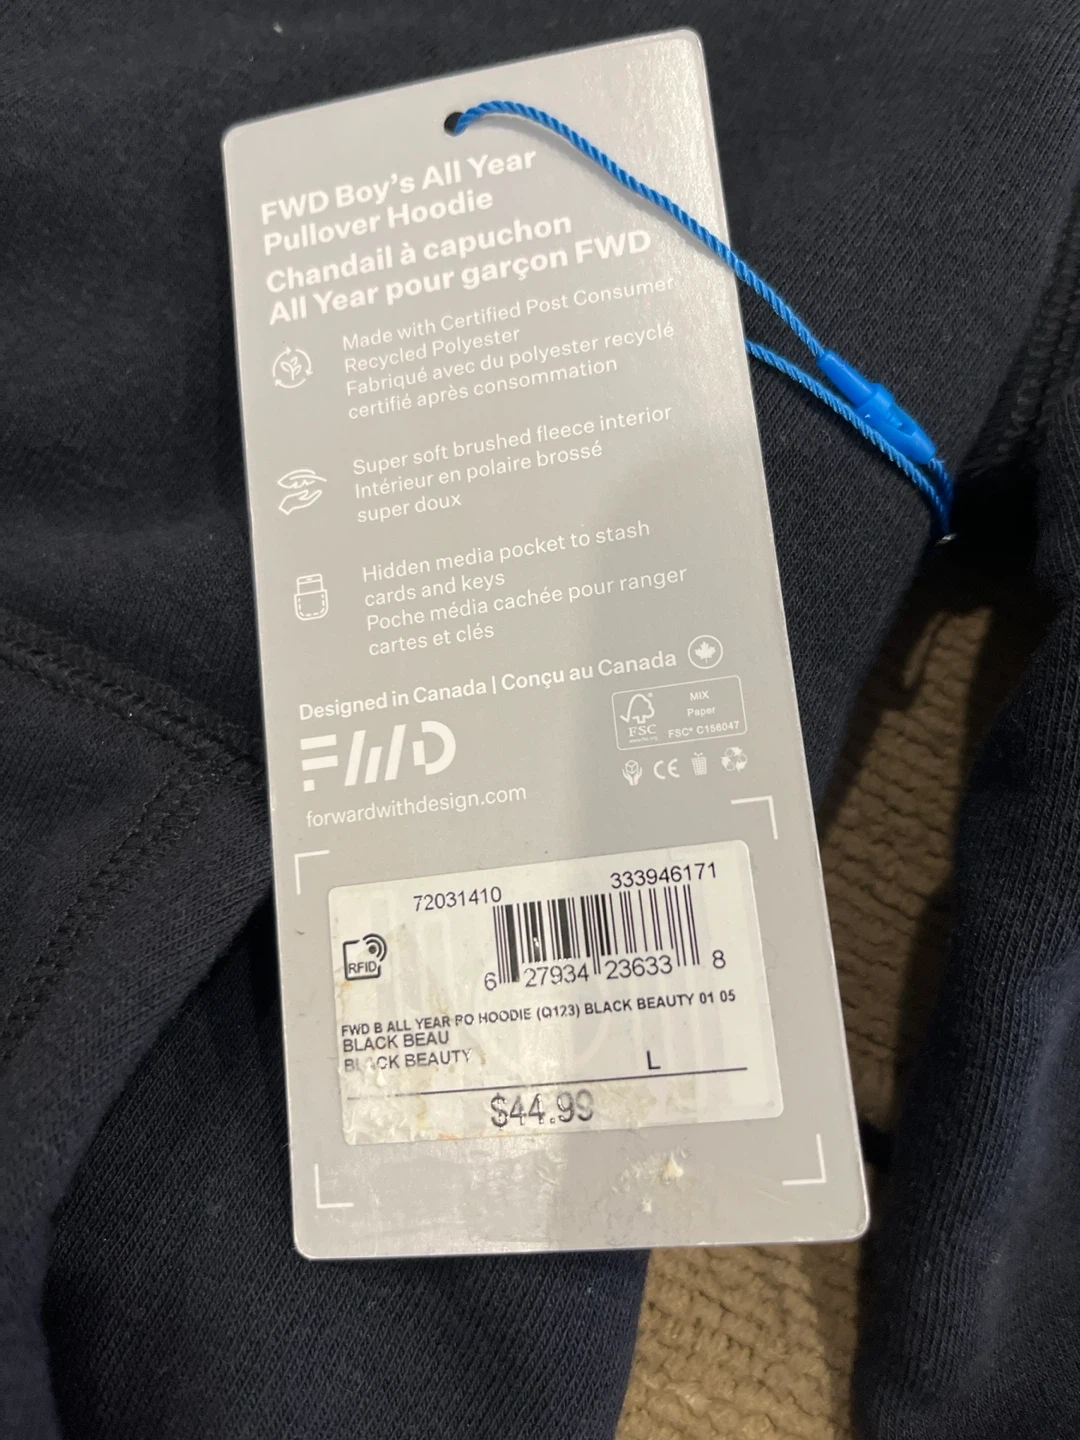 FWD Boy's All Year
Pullover Hoodie
Chandail à capuchon
All Year pour garçon FWD
Made with Certified Post Consumer
Recycled Polyester
Fabriqué avec du polyester recyclé
certifié après consommation
Super soft brushed fleece interior
Intérieur en polaire brossé
super doux
Hidden media pocket to stash
cards and keys
Poche média cachée pour ranger
cartes et clés
Designed in Canada | Conçu au Canada
FWD
forwardwithdesign.com
FSC
MIX
Paper
FSC® C156047
CE
72031410
333946171
RFID
6 27934 23633 8
FWD B ALL YEAR PO HOODIE (Q123) BLACK BEAUTY 01 05
BLACK BEAU
BLACK BEAUTY
L
$44.99